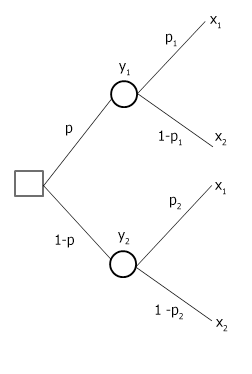 x₁
p₁
y₁
p
1-p₁
x₂
x₁
p₂
1-p
y₂
1 -p₂
x₂